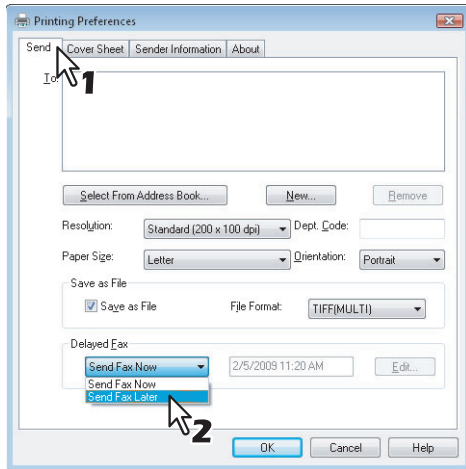 Printing Preferences
Send Cover Sheet Sender Information About
1
To:
Select From Address Book... New... Remove
Resolution: Standard (200 x 100 dpi) Dept. Code:
Paper Size: Letter Orientation: Portrait
Save as File
Save as File File Format: TIFF(MULTI)
Delayed Fax
Send Fax Now 2/5/2009 11:20 AM Edit...
Send Fax Now
Send Fax Later
2
OK Cancel Help